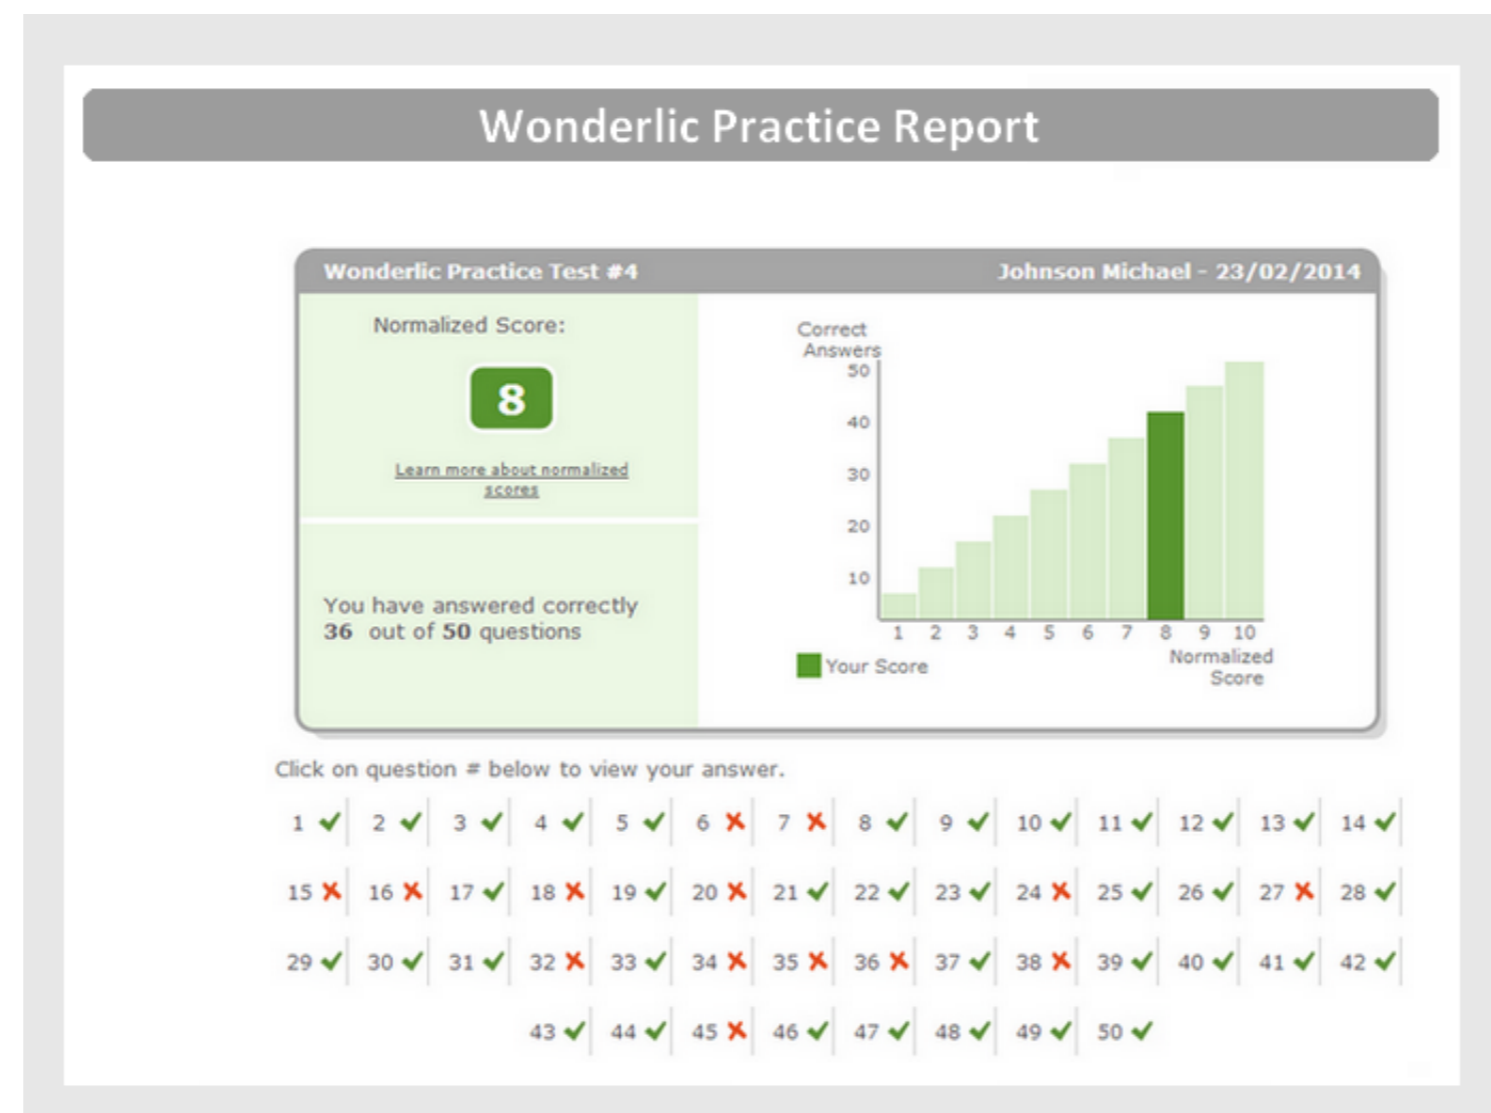 Wonderlic Practice Report
Wonderlic Practice Test #4
Johnson Michael - 23/02/2014
Normalized Score:
8
Learn more about normalized
scores
You have answered correctly
36 out of 50 questions
Correct
Answers
50
40
30
20
10
1 2 3 4 5 6 7 8 9 10
Normalized
Score
Your Score
Click on question # below to view your answer.
1 ✔ 2 ✔ 3 ✔ 4 ✔ 5 ✔ 6 ✘ 7 ✘ 8 ✔ 9 ✔ 10 ✔ 11 ✔ 12 ✔ 13 ✔ 14 ✔
15 ✘ 16 ✘ 17 ✔ 18 ✘ 19 ✔ 20 ✘ 21 ✔ 22 ✔ 23 ✔ 24 ✘ 25 ✔ 26 ✔ 27 ✘ 28 ✔
29 ✔ 30 ✔ 31 ✔ 32 ✘ 33 ✔ 34 ✘ 35 ✘ 36 ✘ 37 ✔ 38 ✘ 39 ✔ 40 ✔ 41 ✔ 42 ✔
43 ✔ 44 ✔ 45 ✘ 46 ✔ 47 ✔ 48 ✔ 49 ✔ 50 ✔